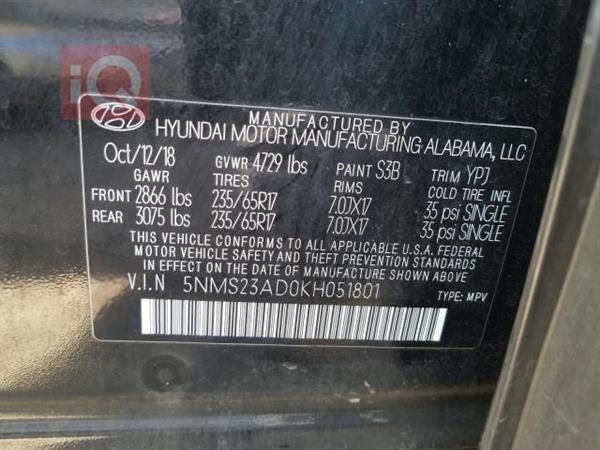 iQ
MANUFACTURED BY
HYUNDAI MOTOR MANUFACTURING ALABAMA, LLC
Oct/12/18 GVWR 4729 lbs PAINT S3B TRIM YPJ
GAWR TIRES RIMS COLD TIRE INFL
FRONT 2866 lbs 235/65R17 7.0JX17 35 psi SINGLE
REAR 3075 lbs 235/65R17 7.0JX17 35 psi SINGLE
THIS VEHICLE CONFORMS TO ALL APPLICABLE U.S.A. FEDERAL
MOTOR VEHICLE SAFETY AND THEFT PREVENTION STANDARDS
IN EFFECT ON THE DATE OF MANUFACTURE SHOWN ABOVE.
V.I.N 5NMS23AD0KH051801 TYPE: MPV